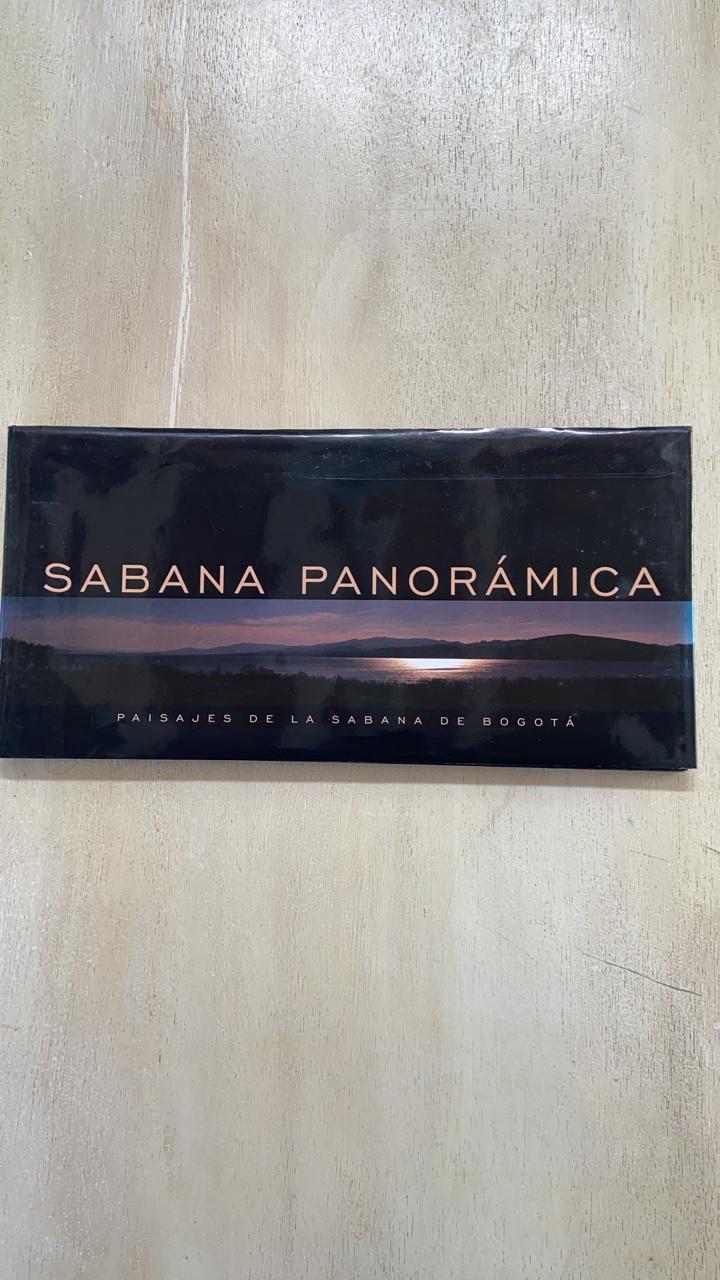 SABANA PANORÁMICA
PAISAJES DE LA SABANA DE BOGOTÁ